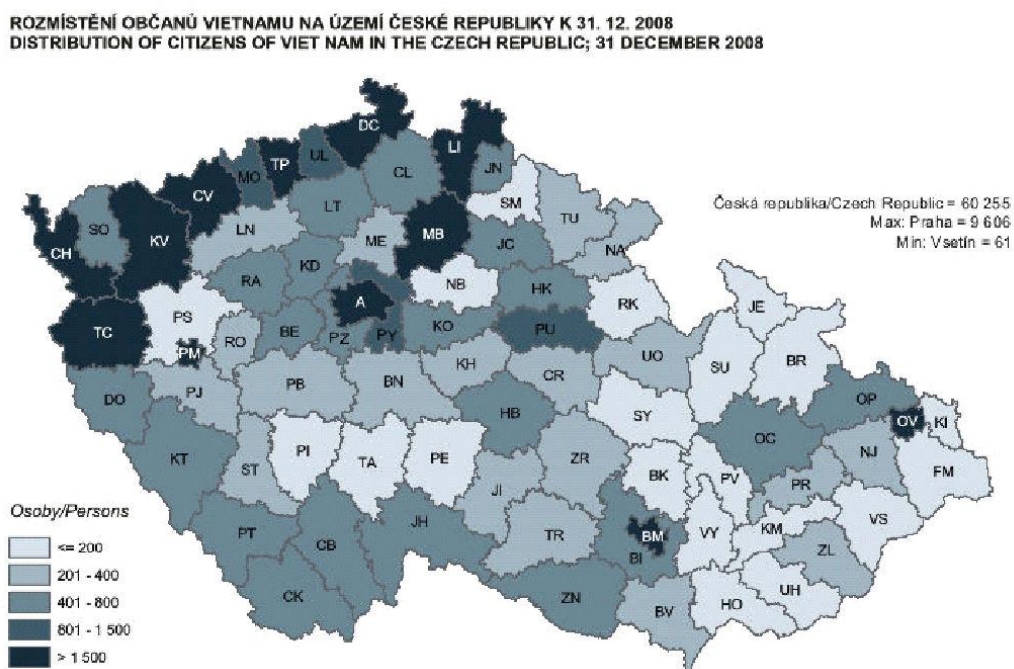 ROZMÍSTĚNÍ OBČANŮ VIETNAMU NA ÚZEMÍ ČESKÉ REPUBLIKY K 31. 12. 2008
DISTRIBUTION OF CITIZENS OF VIET NAM IN THE CZECH REPUBLIC; 31 DECEMBER 2008
DC
LI
TP
UL
MO
CL
JN
CV
SM
LT
TU
SO
KV
LN
ME
MB
JC
NA
CH
Česká republika/Czech Republic = 60 255
Max: Praha = 9 606
Min: Vsetín = 61
KD
RA
NB
HK
RK
JE
A
TC
PS
PU
RO
BE
PZ
PY
KO
PM
UO
SU
BR
KH
CR
PJ
PB
BN
DO
HB
SY
OP
OV
KI
OC
KT
ST
PI
TA
PE
ZR
NJ
BK
PV
PR
FM
JI
Osoby/Persons
<= 200
201 - 400
401 - 800
801 - 1 500
> 1 500
PT
CB
JH
TR
BM
VY
KM
VS
BI
ZL
CK
ZN
BV
HO
UH